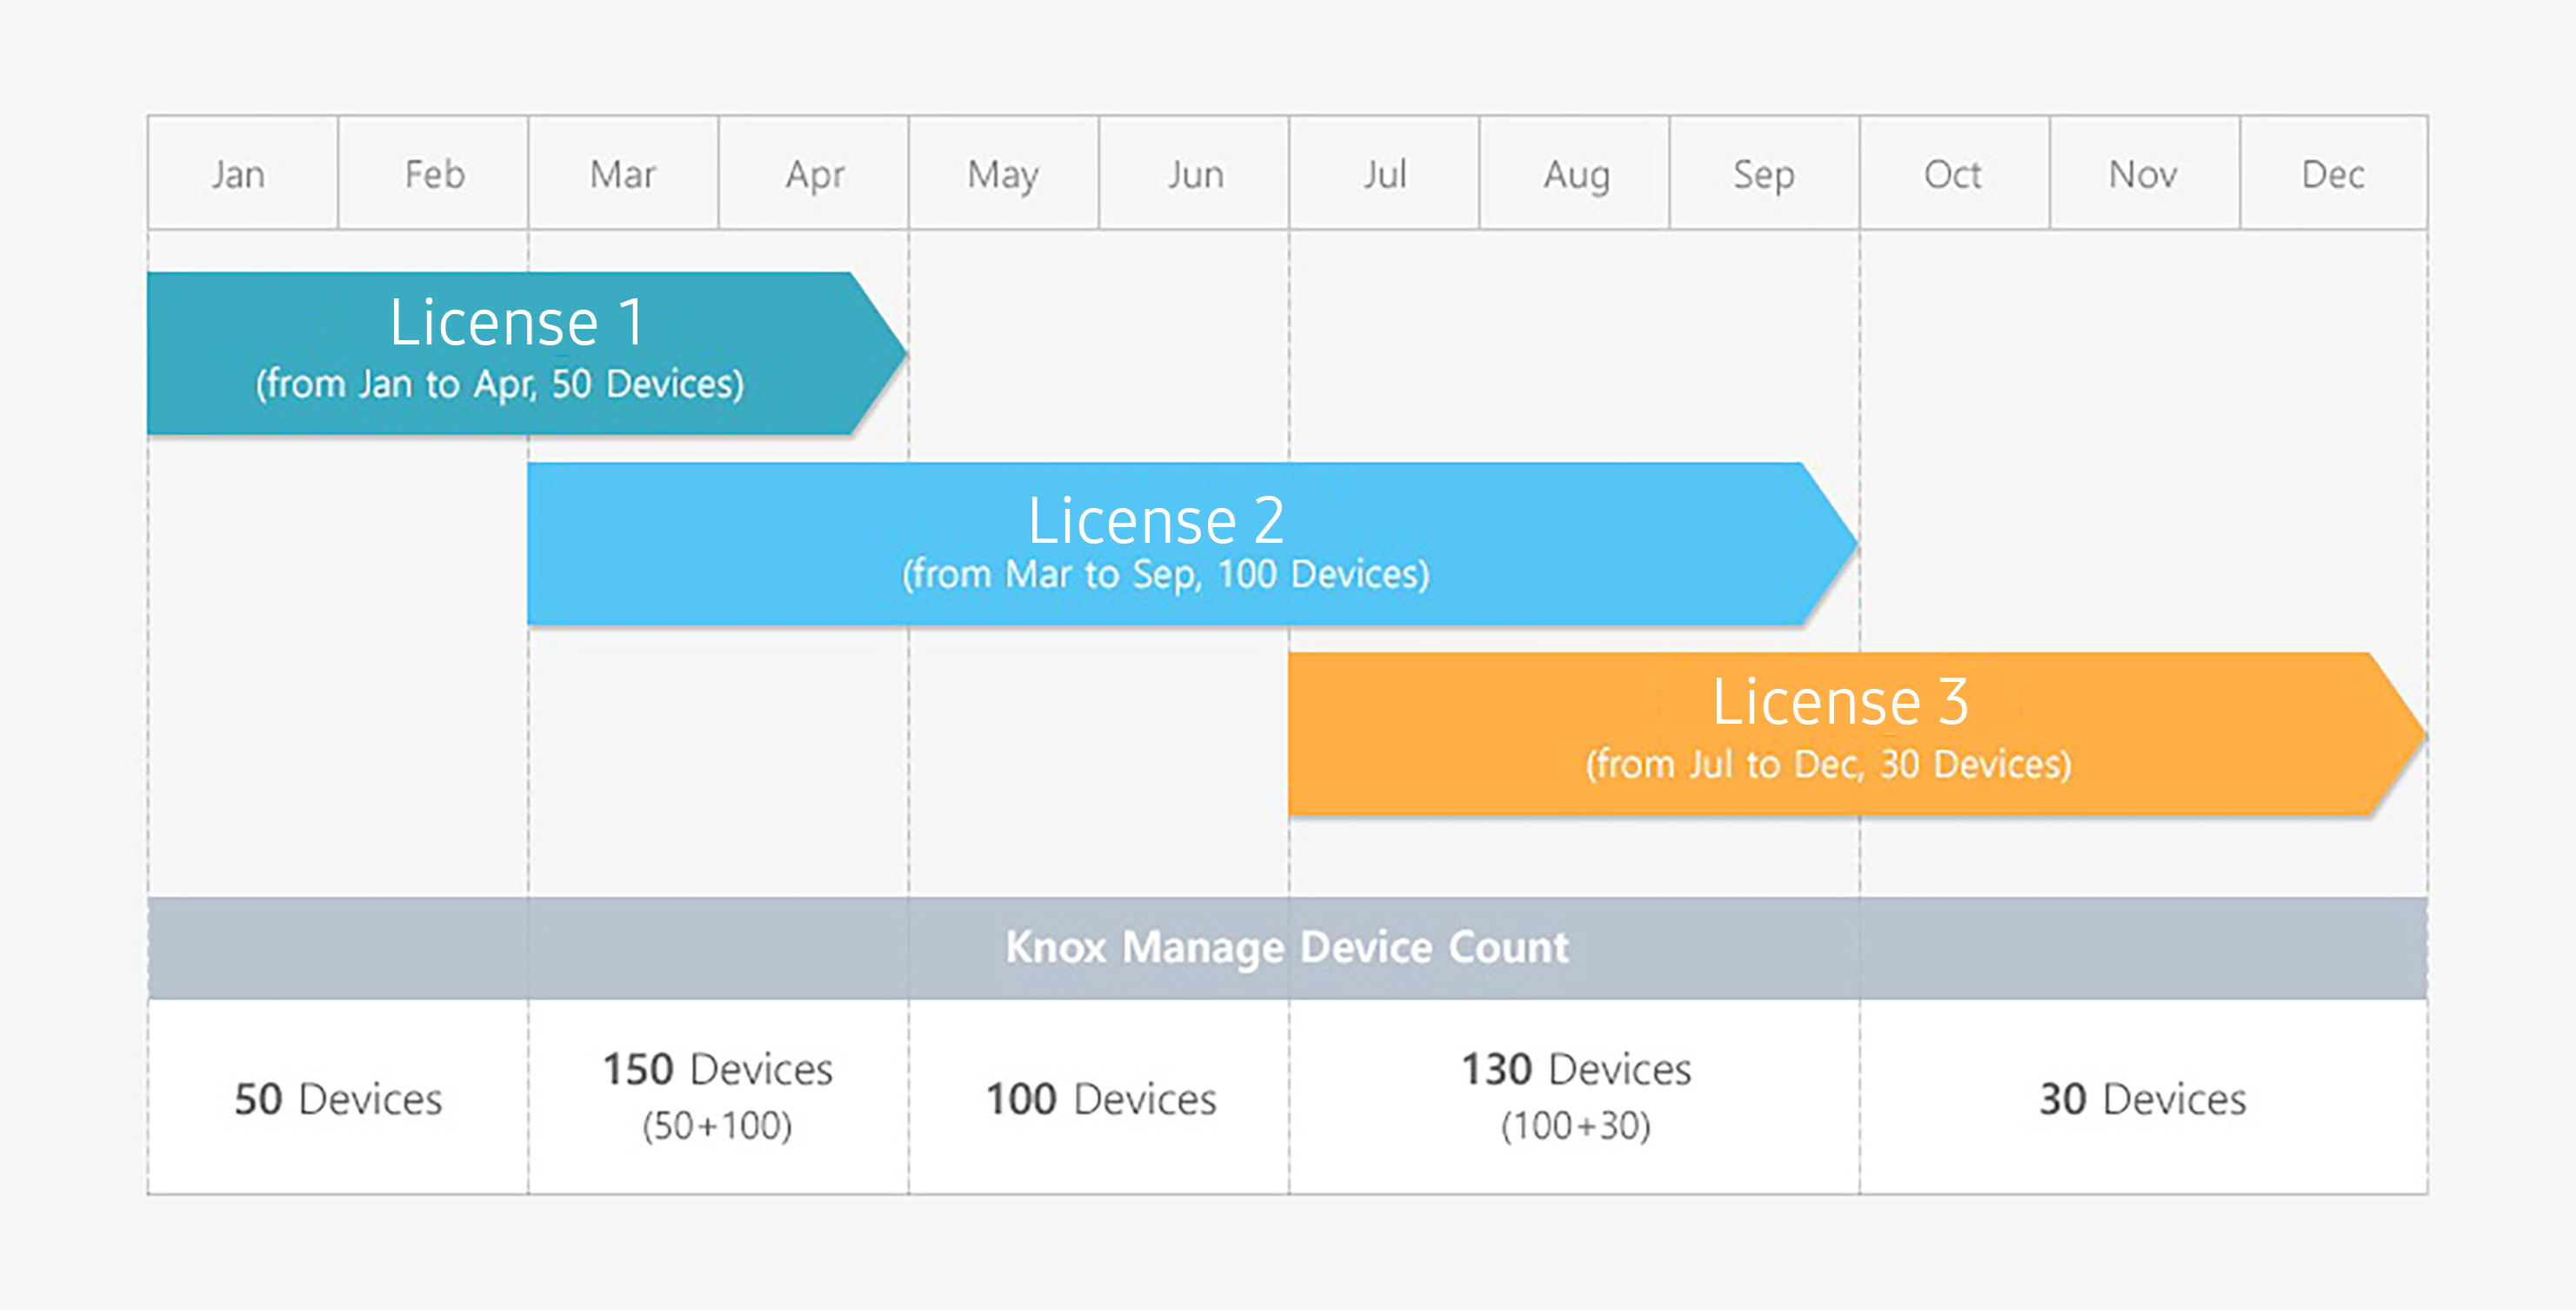 Jan Feb Mar Apr May Jun Jul Aug Sep Oct Nov Dec
License 1
(from Jan to Apr, 50 Devices)
License 2
(from Mar to Sep, 100 Devices)
License 3
(from Jul to Dec, 30 Devices)
Knox Manage Device Count
50 Devices
150 Devices
(50+100)
100 Devices
130 Devices
(100+30)
30 Devices